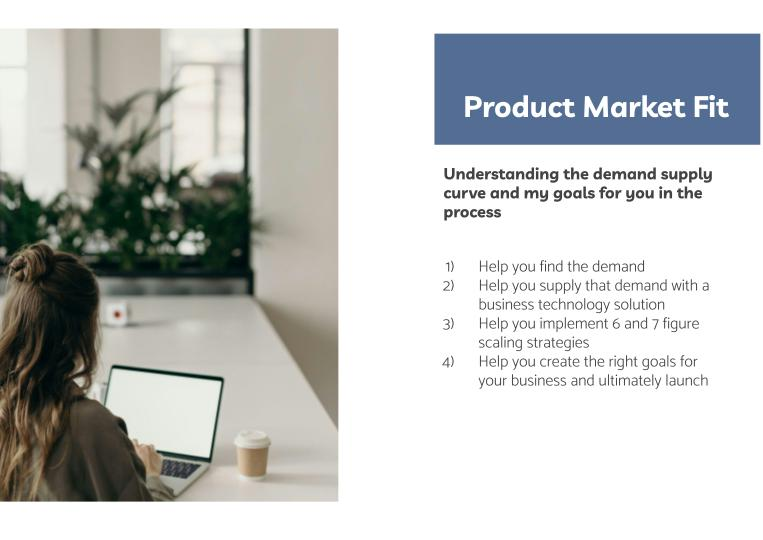 Product Market Fit
Understanding the demand supply
curve and my goals for you in the
process
1) Help you find the demand
2) Help you supply that demand with a
business technology solution
3) Help you implement 6 and 7 figure
scaling strategies
4) Help you create the right goals for
your business and ultimately launch